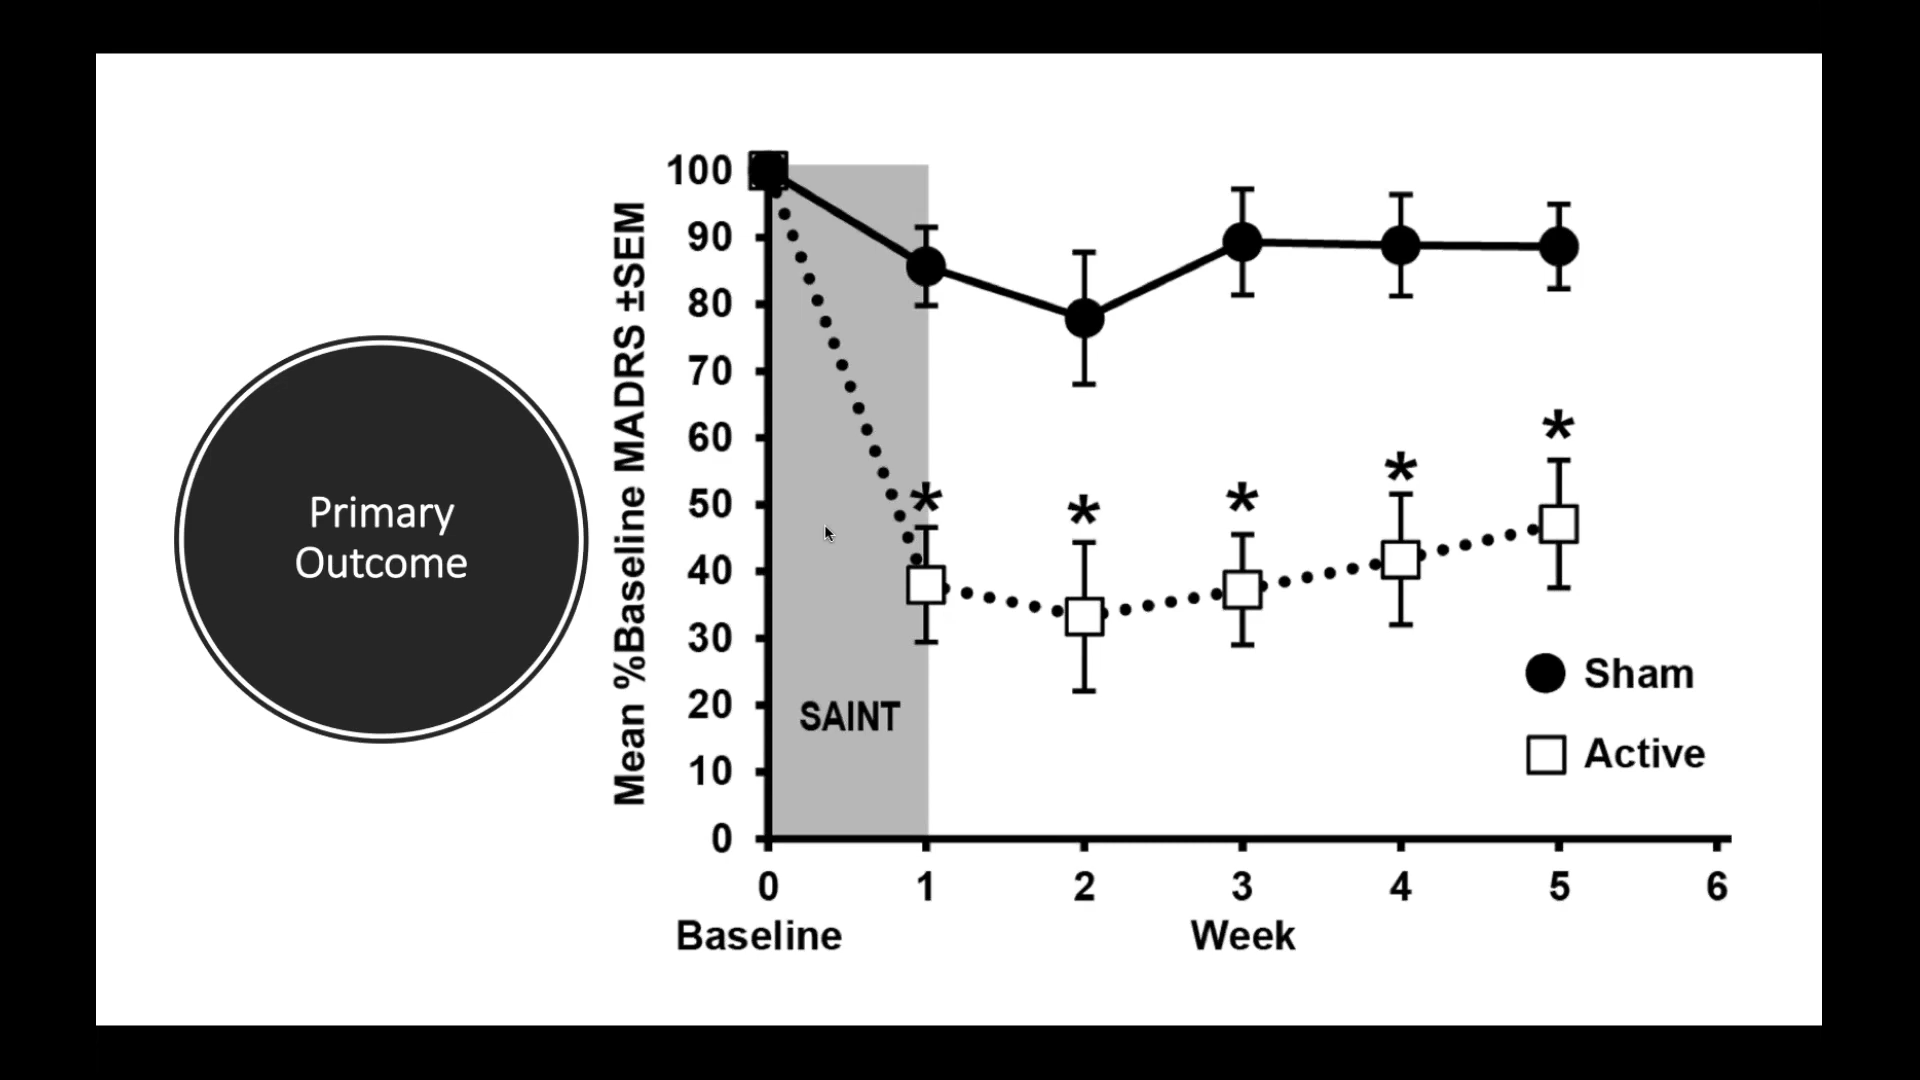 Primary
Outcome
Mean %Baseline MADRS ±SEM
100
90
80
70
60
50
40
30
20
10
0
* * * * *
SAINT
Sham
Active
0 1 2 3 4 5 6
Baseline Week